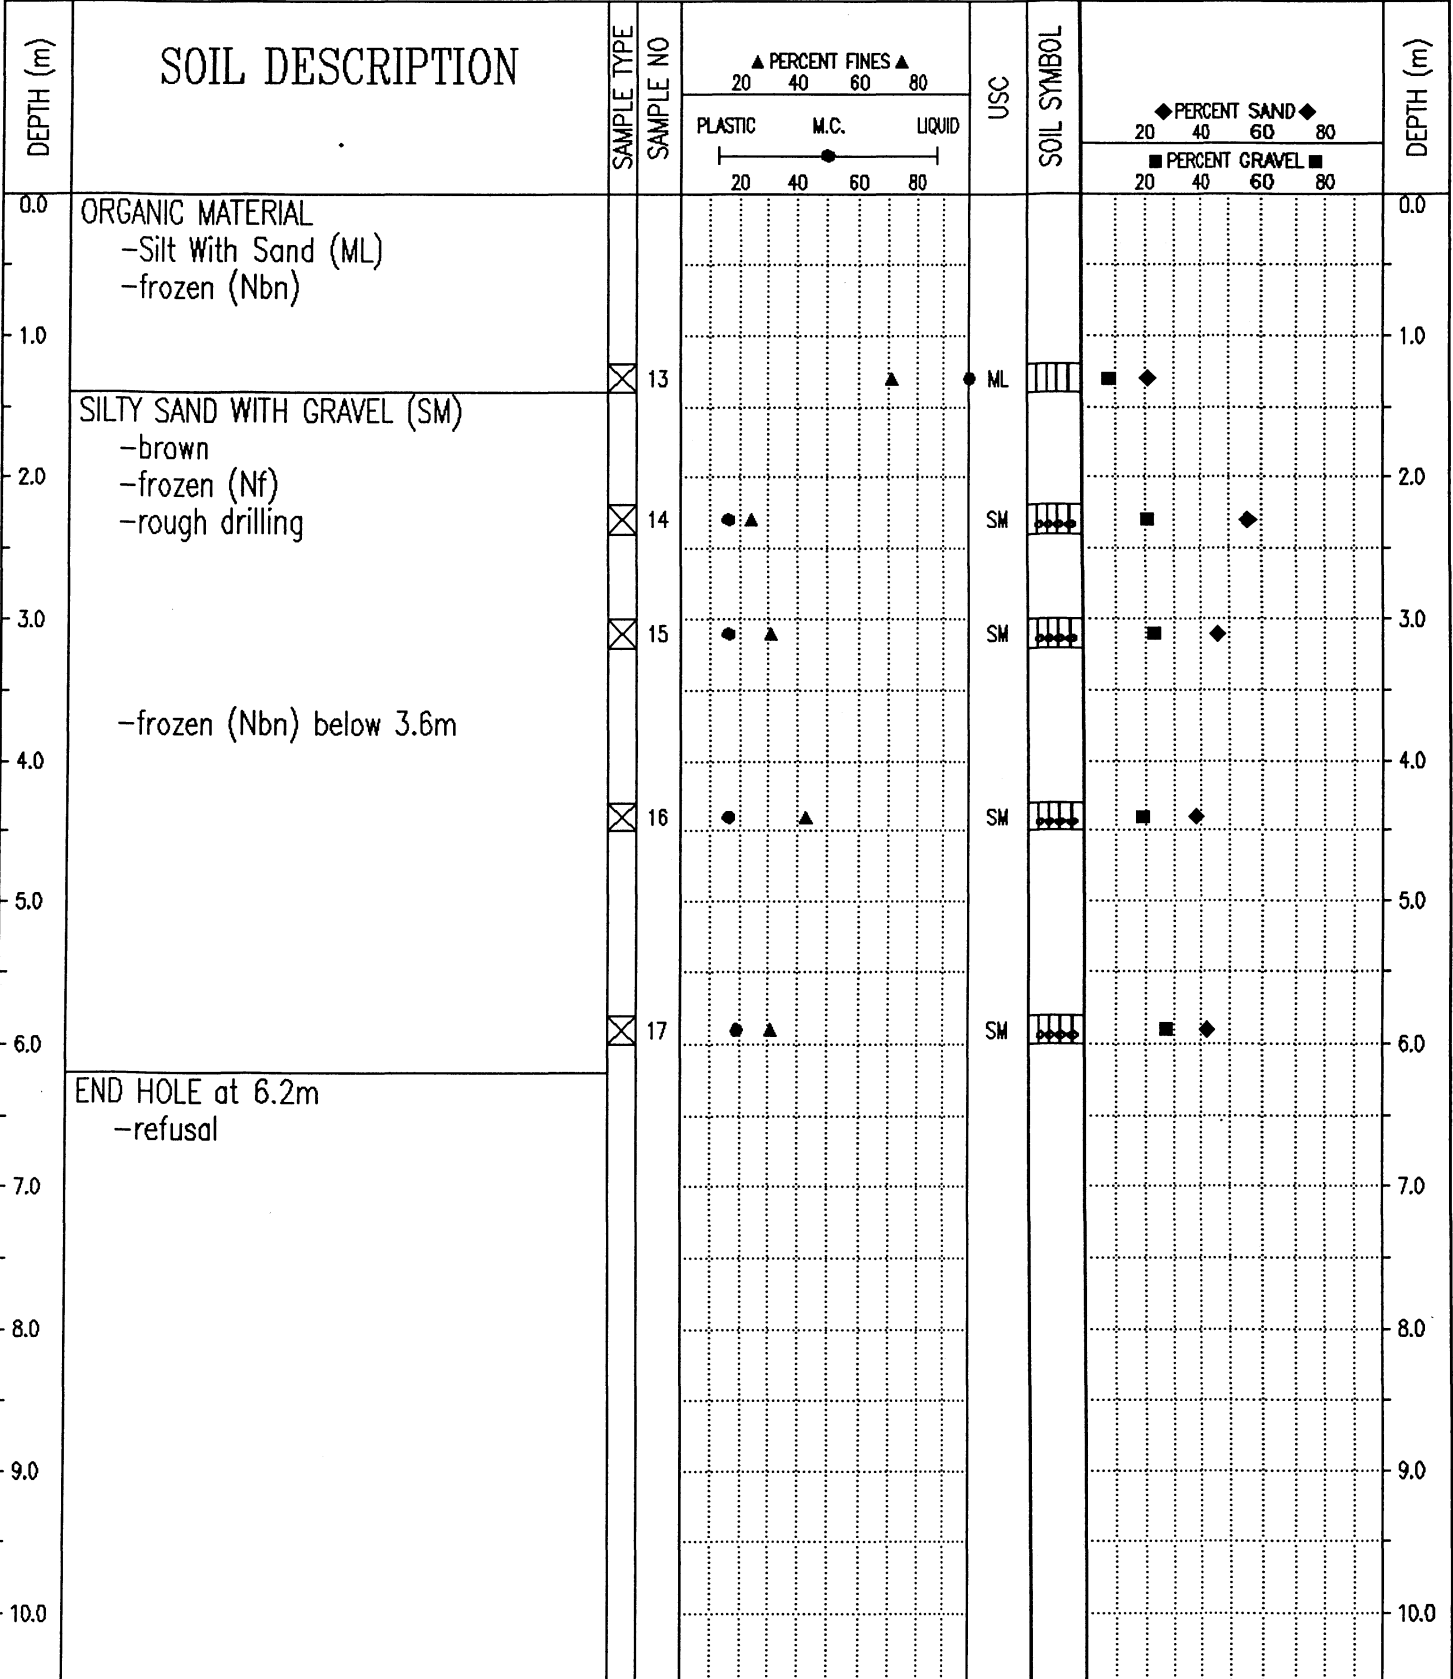 DEPTH (m)
SOIL DESCRIPTION
SAMPLE TYPE
SAMPLE NO
▲ PERCENT FINES ▲
20 40 60 80
PLASTIC M.C. LIQUID
20 40 60 80
USC
SOIL SYMBOL
◆ PERCENT SAND ◆
20 40 60 80
■ PERCENT GRAVEL ■
20 40 60 80
DEPTH (m)
0.0 0.0
ORGANIC MATERIAL
-Silt With Sand (ML)
-frozen (Nbn)
1.0 1.0
13 ML
SILTY SAND WITH GRAVEL (SM)
-brown
2.0 2.0
-frozen (Nf)
-rough drilling
14 SM
3.0 3.0
15 SM
-frozen (Nbn) below 3.6m
4.0 4.0
16 SM
5.0 5.0
17 SM
6.0 6.0
END HOLE at 6.2m
-refusal
7.0 7.0
8.0 8.0
9.0 9.0
10.0 10.0